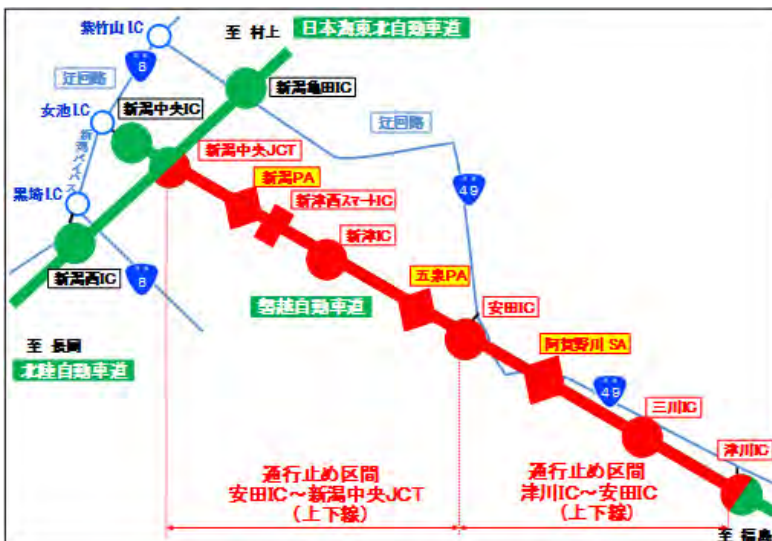 紫竹山I.C
至 村上
日本海東北自動車道
8
迂回路
新潟亀田IC
女池I.C
新潟中央IC
迂回路
新潟バイパス
新潟中央JCT
新潟PA
49
黒埼I.C
新津西スマートIC
新津IC
新潟西IC
8
五泉PA
安田IC
磐越自動車道
阿賀野川 SA
至 長岡
49
北陸自動車道
三川IC
津川IC
通行止め区間
安田IC~新潟中央JCT
(上下線)
通行止め区間
津川IC~安田IC
(上下線)
至 福島